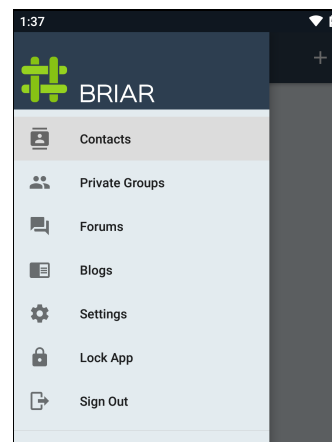 1:37
BRIAR
+
Contacts
Private Groups
Forums
Blogs
Settings
Lock App
Sign Out